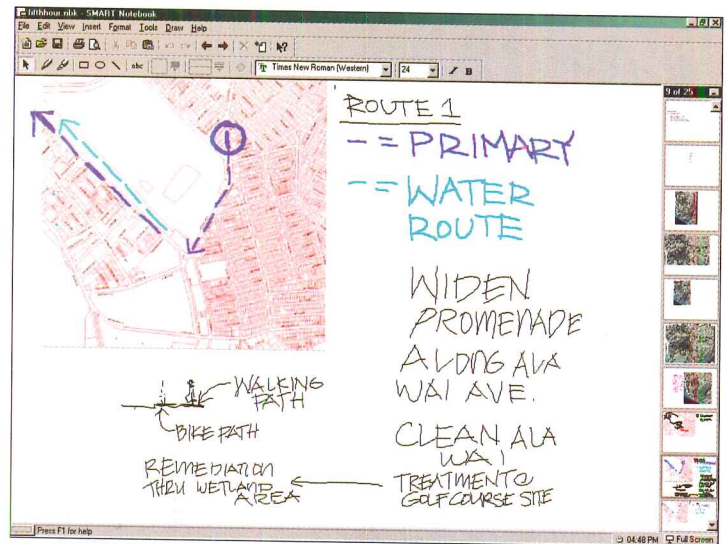 fifthhour.nbk - SMART Notebook
File Edit View Insert Format Tools Draw Help
abc Times New Roman (Western) 24 I B
9 of 25
1
ROUTE 1
- = PRIMARY
- = WATER
ROUTE
WIDEN
PROMENADE
ALONG ALA
WAI AVE.
WALKING
PATH
BIKE PATH
CLEAN ALA
WAI
TREATMENT @
GOLF COURSE SITE
REMEDIATION
THRU WETLAND
AREA
Press F1 for help
04:48 PM Full Screen